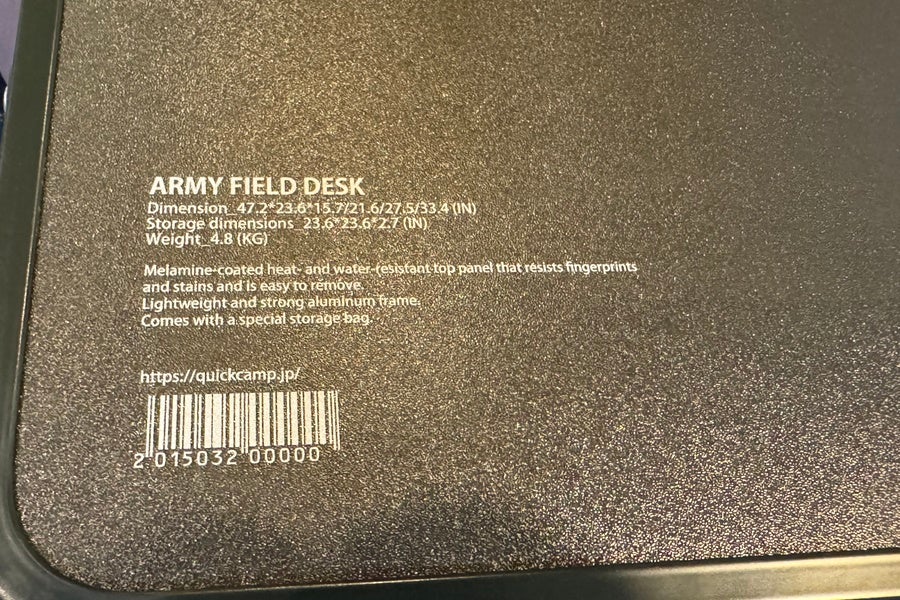 ARMY FIELD DESK
Dimension_47.2*23.6*15.7/21.6/27.5/33.4 (IN)
Storage dimensions_23.6*23.6*2.7 (IN)
Weight_4.8 (KG)
Melamine-coated heat- and water-resistant top panel that resists fingerprints
and stains and is easy to remove.
Lightweight and strong aluminum frame.
Comes with a special storage bag.
https://quickcamp.jp/
2 015032 00000